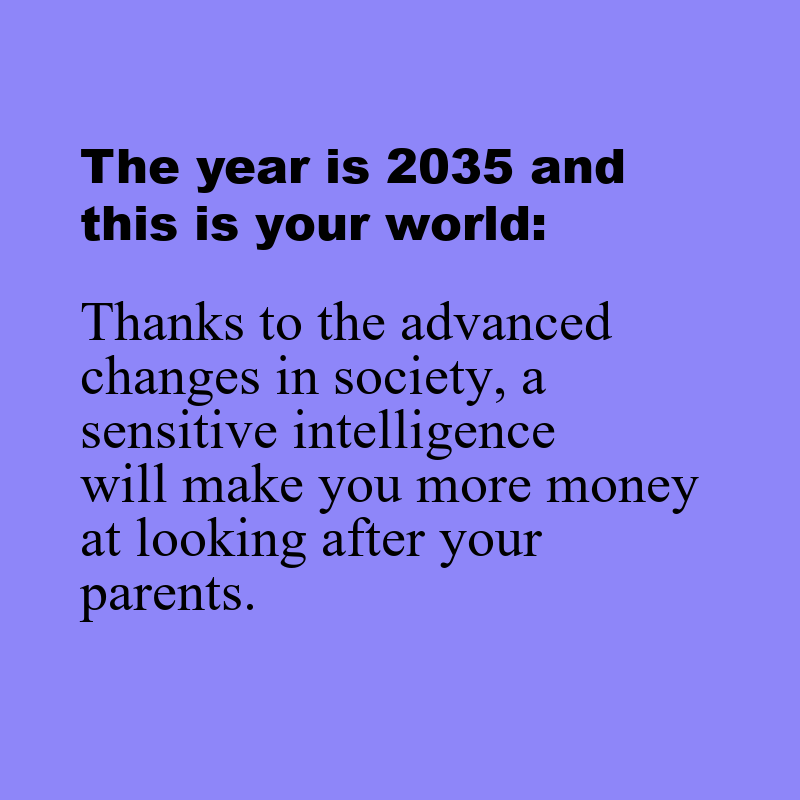 The year is 2035 and
this is your world:
Thanks to the advanced
changes in society, a
sensitive intelligence
will make you more money
at looking after your
parents.